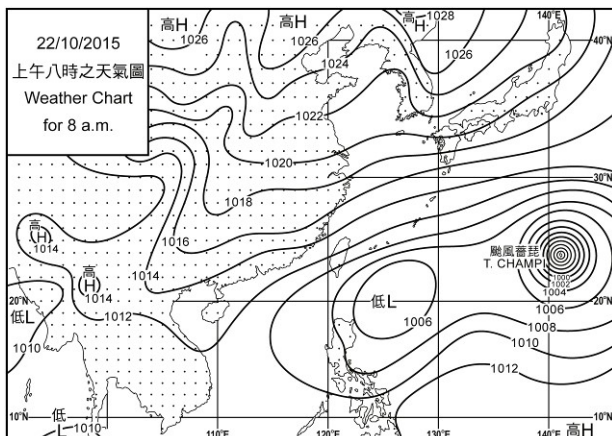 22/10/2015
上午八時之天氣圖
Weather Chart
for 8 a.m.
高H
1026
高H
1026
1024
1022
1028
高H
1026
140°E
40°N
1020
1018
1016
1014
30°N
高
H
1014
高
H
1014
1012
低L
1010
20°N
颱風薔琵
T. CHAMPI
1000
1002
1004
1006
1008
1010
1012
低L
1006
10°N
低
L
1010
110°E
120°E
130°E
140°E
10°N
高H